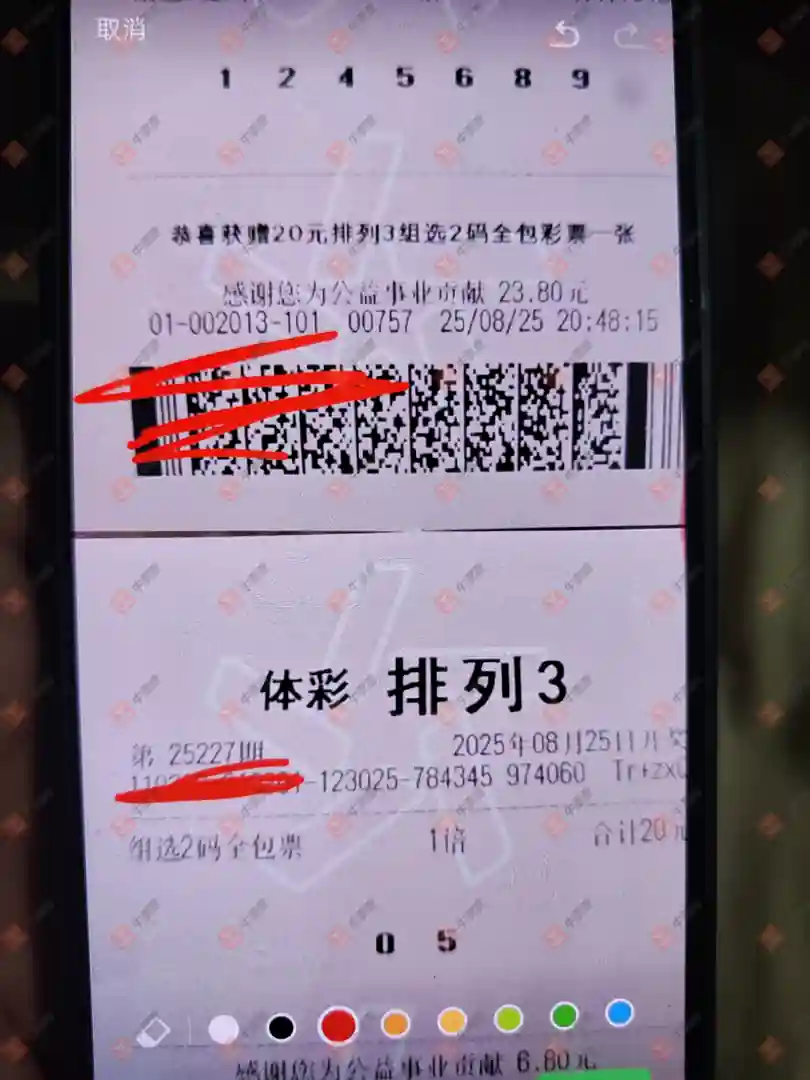 取消
1 2 4 5 6 8 9
恭喜获赠20元排列3组选2码全包彩票一张
感谢您为公益事业贡献 23.80元
01-002013-101 00757 25/08/25 20:48:15
体彩 排列3
第 25227期 2025年08月25日开奖
-123025-784345 974060 Tr+zx
组选2码全包票 1倍 合计20元
0 5
感谢您为公益事业贡献 6.80元